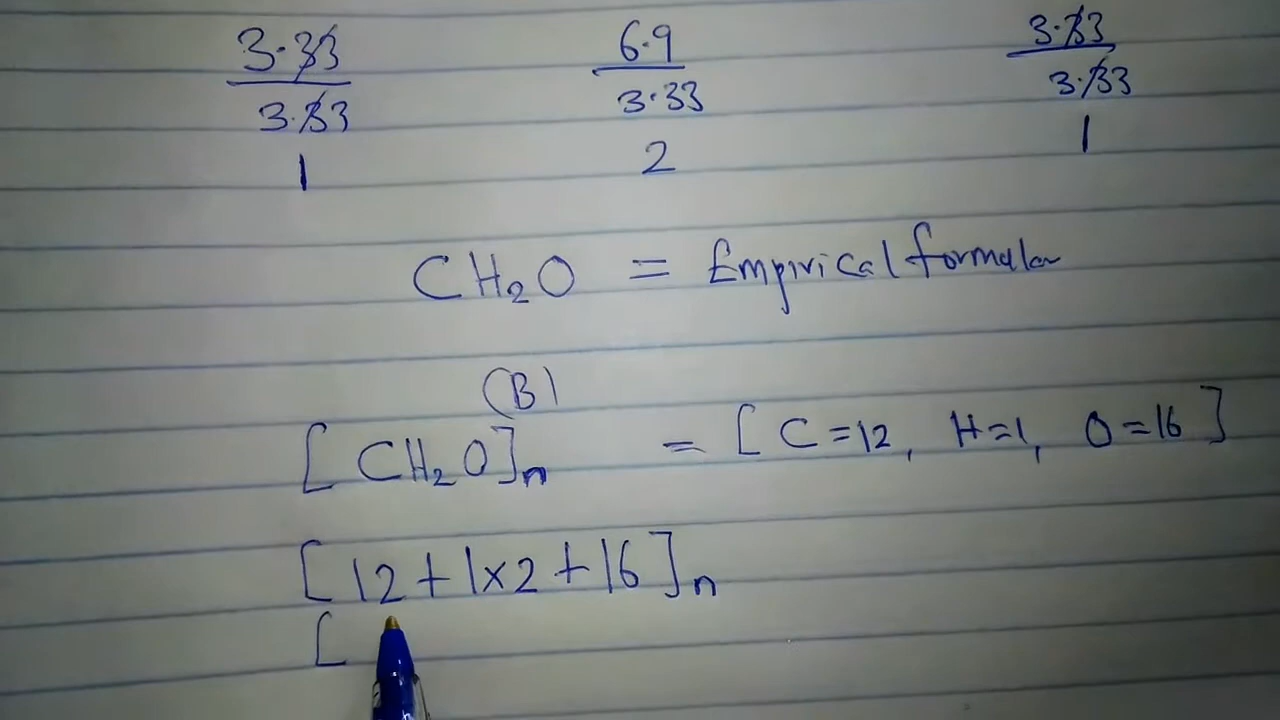 3.33 6.9 3.33
3.33 3.33 3.33
1 2 1
CH₂O = Empirical formular
(B)
[CH₂O]n = [C=12, H=1, O=16]
[12+1×2+16]n
[